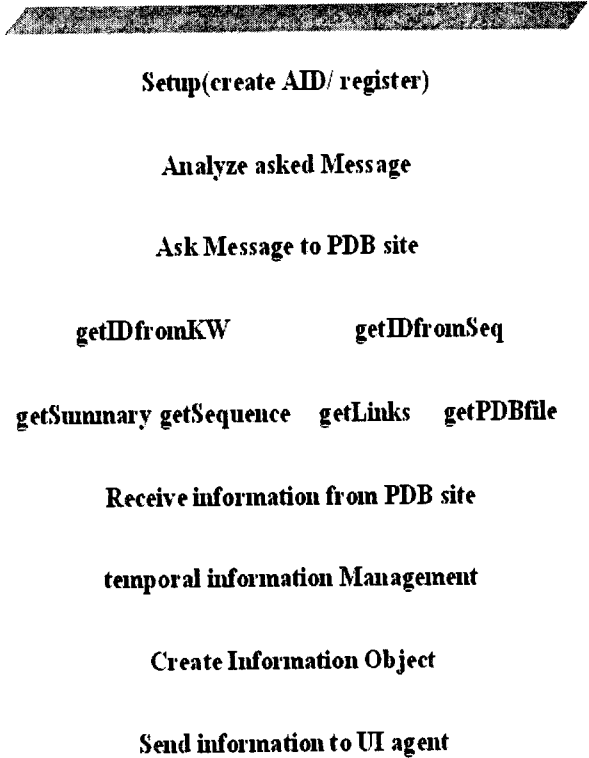 Setup(create AID/ register)
Analyze asked Message
Ask Message to PDB site
getIDfromKW getIDfromSeq
getSummary getSequence getLinks getPDBfile
Receive information from PDB site
temporal information Management
Create Information Object
Send information to UI agent